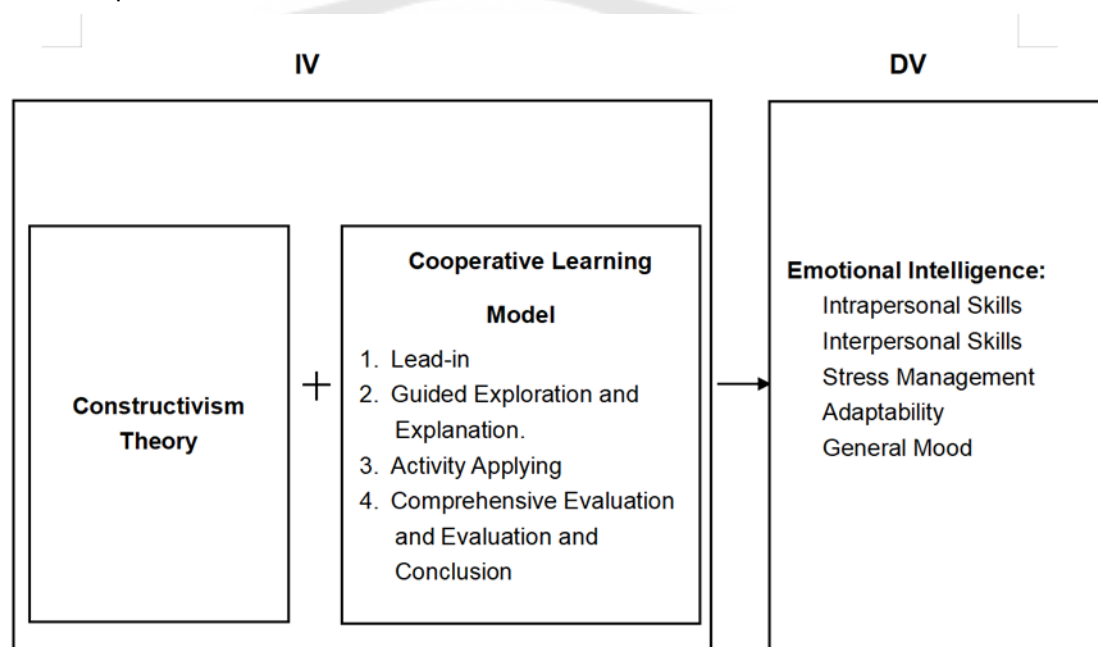 IV
DV
Constructivism
Theory
+
Cooperative Learning
Model
1. Lead-in
2. Guided Exploration and
Explanation.
3. Activity Applying
4. Comprehensive Evaluation
and Evaluation and
Conclusion
Emotional Intelligence:
Intrapersonal Skills
Interpersonal Skills
Stress Management
Adaptability
General Mood